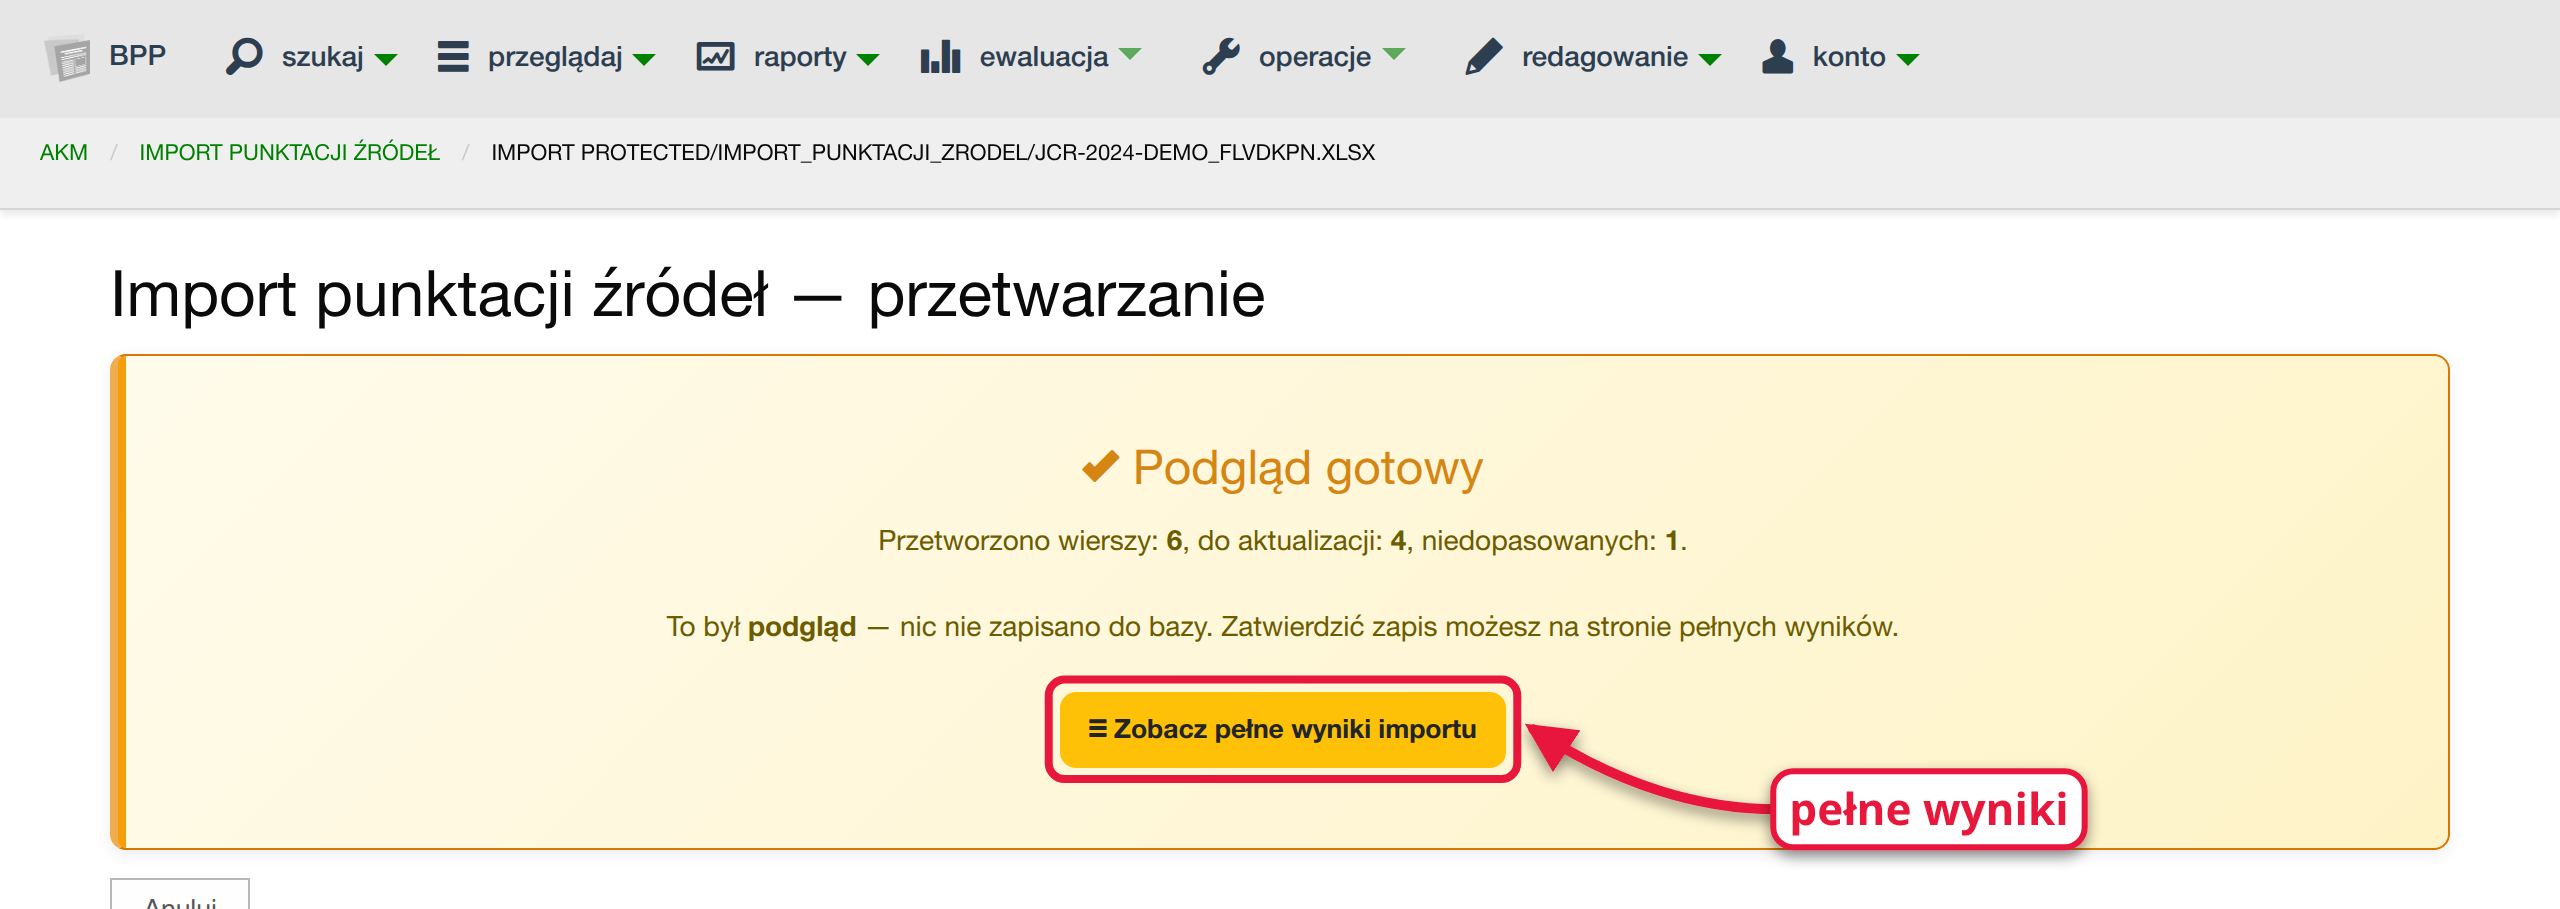 BPP szukaj przeglądaj raporty ewaluacja operacje redagowanie konto
AKM / IMPORT PUNKTACJI ŹRÓDEŁ / IMPORT PROTECTED/IMPORT_PUNKTACJI_ZRODEL/JCR-2024-DEMO_FLVDKPN.XLSX
Import punktacji źródeł — przetwarzanie
Podgląd gotowy
Przetworzono wierszy: 6, do aktualizacji: 4, niedopasowanych: 1.
To był podgląd — nic nie zapisano do bazy. Zatwierdzić zapis możesz na stronie pełnych wyników.
Zobacz pełne wyniki importu
pełne wyniki
Anuluj